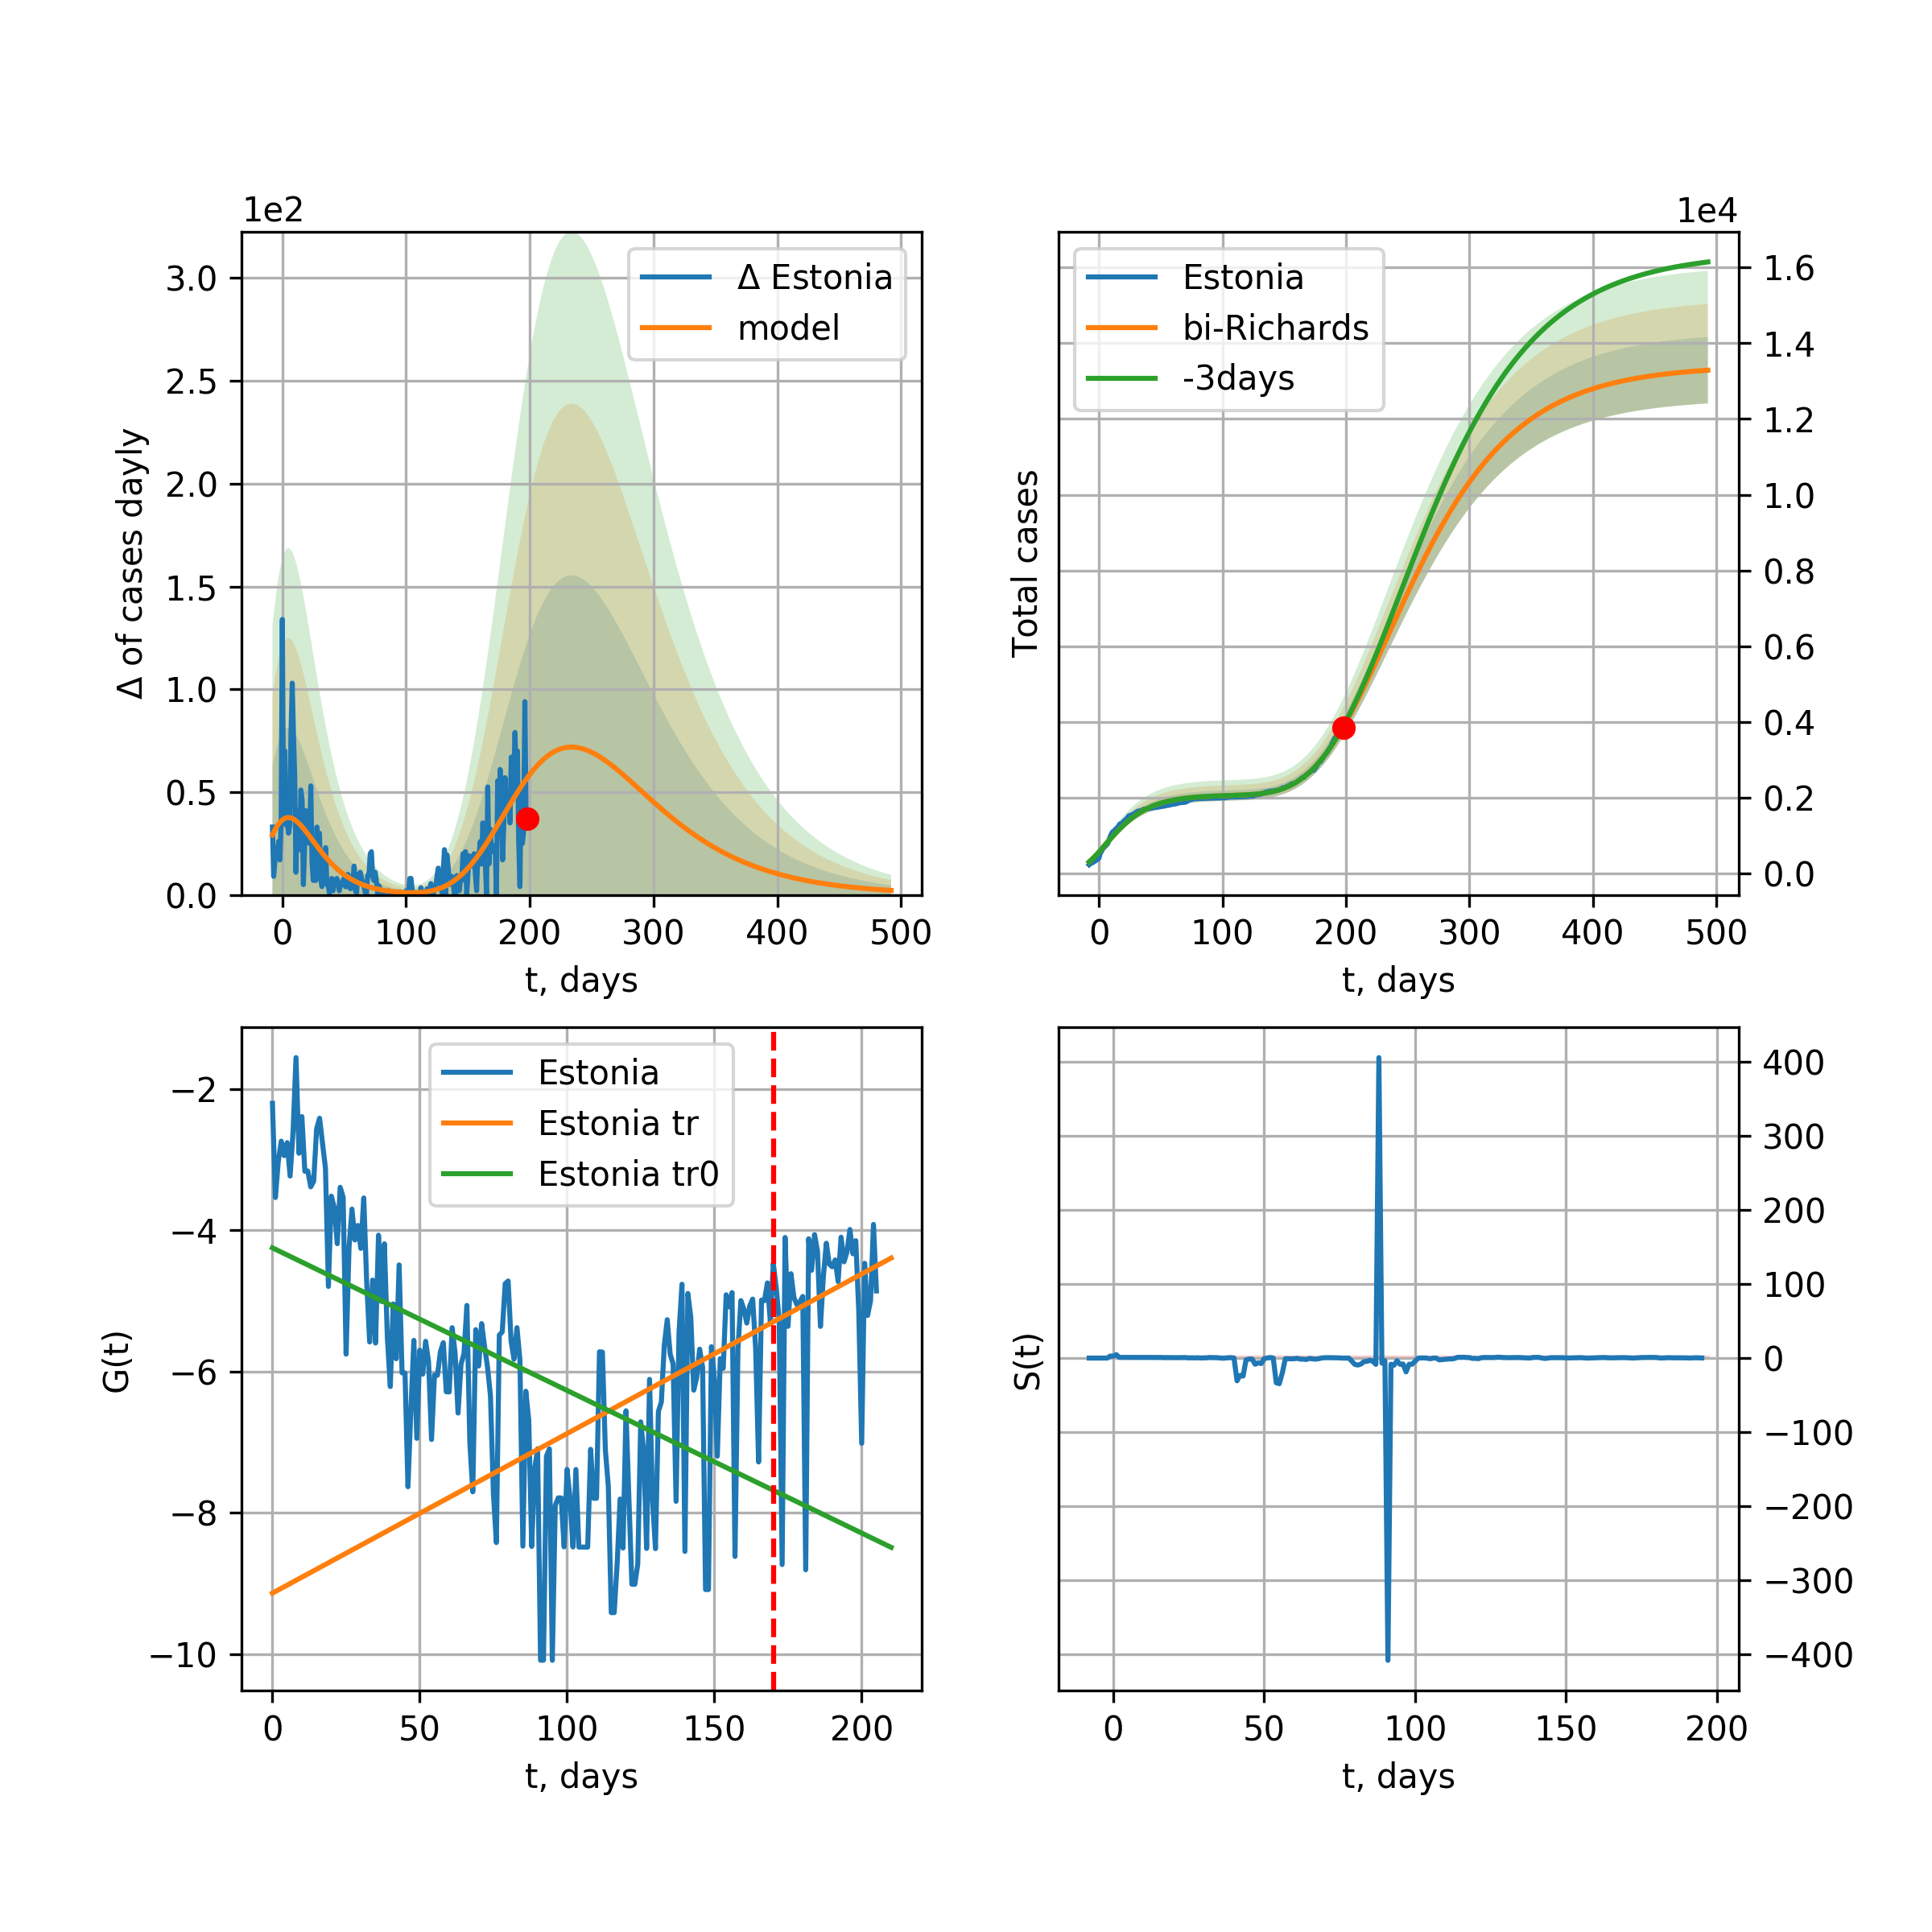 1e2
3.0
2.5
2.0
1.5
1.0
0.5
0.0
Δ of cases dayly
Δ Estonia
model
0 100 200 300 400 500
t, days
1e4
Total cases
Estonia
bi-Richards
-3days
1.6
1.4
1.2
1.0
0.8
0.6
0.4
0.2
0.0
0 100 200 300 400 500
t, days
−2
−4
−6
−8
−10
G(t)
Estonia
Estonia tr
Estonia tr0
0 50 100 150 200
t, days
S(t)
400
300
200
100
0
−100
−200
−300
−400
0 50 100 150 200
t, days